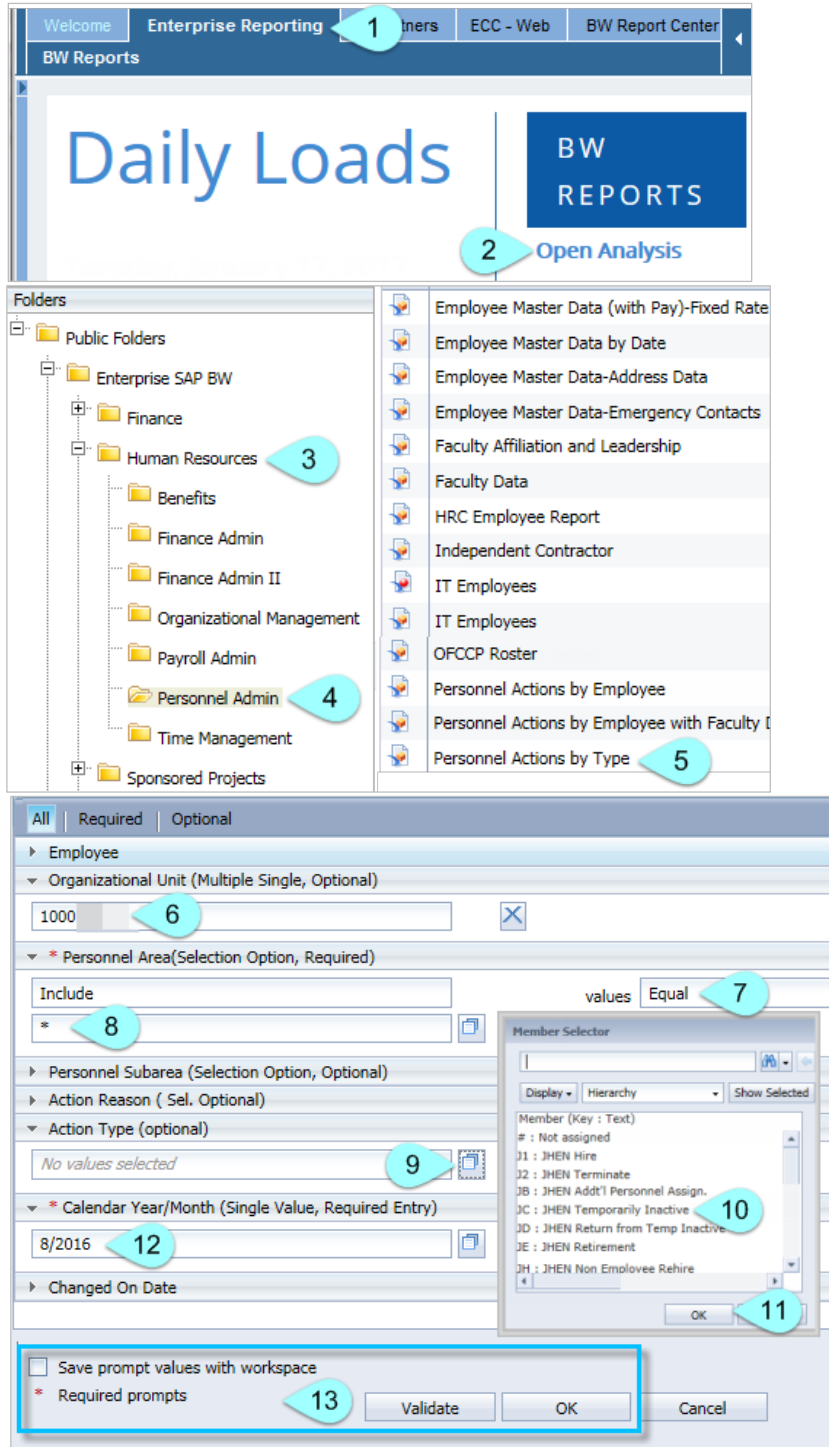 Welcome Enterprise Reporting 1 tners ECC - Web BW Report Center
BW Reports
Daily Loads
BW
REPORTS
2 Open Analysis
Folders
Public Folders
Enterprise SAP BW
Finance
Human Resources 3
Benefits
Finance Admin
Finance Admin II
Organizational Management
Payroll Admin
Personnel Admin 4
Time Management
Sponsored Projects
Employee Master Data (with Pay)-Fixed Rate
Employee Master Data by Date
Employee Master Data-Address Data
Employee Master Data-Emergency Contacts
Faculty Affiliation and Leadership
Faculty Data
HRC Employee Report
Independent Contractor
IT Employees
IT Employees
OFCCP Roster
Personnel Actions by Employee
Personnel Actions by Employee with Faculty
Personnel Actions by Type 5
All Required Optional
Employee
Organizational Unit (Multiple Single, Optional)
1000 6
* Personnel Area(Selection Option, Required)
Include values Equal 7
* 8
Personnel Subarea (Selection Option, Optional)
Action Reason ( Sel. Optional)
Action Type (optional)
No values selected 9
* Calendar Year/Month (Single Value, Required Entry)
8/2016 12
Changed On Date
Member Selector
Display Hierarchy Show Selected
Member (Key : Text)
# : Not assigned
J1 : JHEN Hire
J2 : JHEN Terminate
JB : JHEN Addt'l Personnel Assign.
JC : JHEN Temporarily Inactive 10
JD : JHEN Return from Temp Inactive
JE : JHEN Retirement
JH : JHEN Non Employee Rehire
OK 11
Save prompt values with workspace
* Required prompts 13 Validate OK Cancel